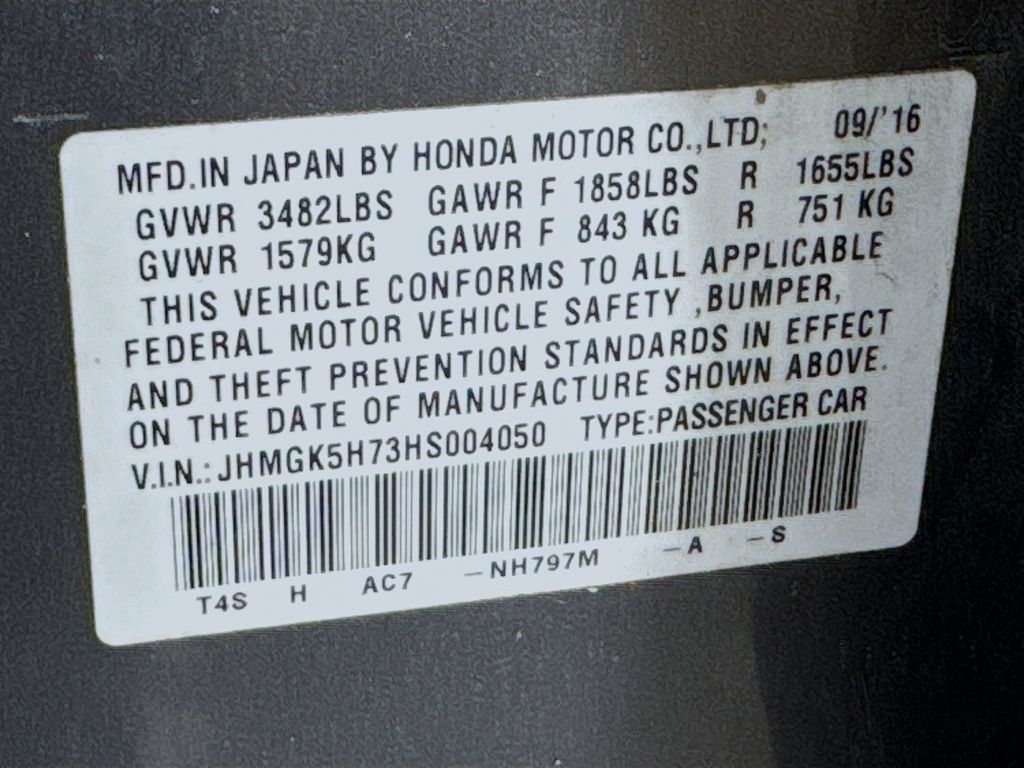 MFD.IN JAPAN BY HONDA MOTOR CO.,LTD; 09/'16
GVWR 3482LBS GAWR F 1858LBS R 1655LBS
GVWR 1579KG GAWR F 843 KG R 751 KG
THIS VEHICLE CONFORMS TO ALL APPLICABLE
FEDERAL MOTOR VEHICLE SAFETY ,BUMPER,
AND THEFT PREVENTION STANDARDS IN EFFECT
ON THE DATE OF MANUFACTURE SHOWN ABOVE.
V.I.N.: JHMGK5H73HS004050 TYPE:PASSENGER CAR
T4S H AC7 –NH797M –A –S